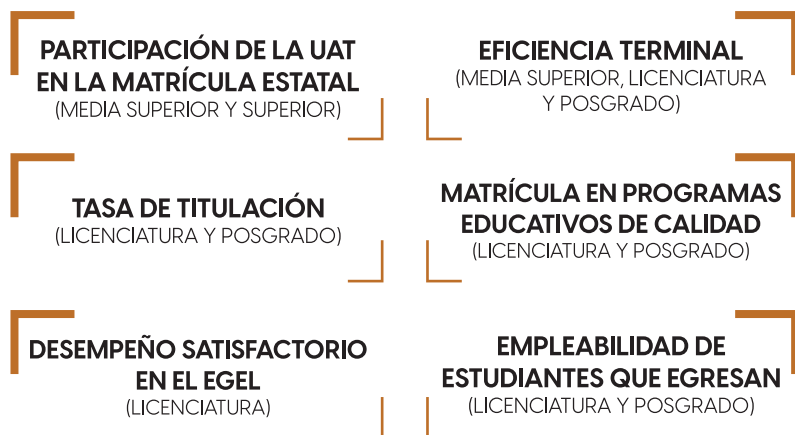 PARTICIPACIÓN DE LA UAT
EN LA MATRÍCULA ESTATAL
(MEDIA SUPERIOR Y SUPERIOR)
EFICIENCIA TERMINAL
(MEDIA SUPERIOR, LICENCIATURA
Y POSGRADO)
TASA DE TITULACIÓN
(LICENCIATURA Y POSGRADO)
MATRÍCULA EN PROGRAMAS
EDUCATIVOS DE CALIDAD
(LICENCIATURA Y POSGRADO)
DESEMPEÑO SATISFACTORIO
EN EL EGEL
(LICENCIATURA)
EMPLEABILIDAD DE
ESTUDIANTES QUE EGRESAN
(LICENCIATURA Y POSGRADO)